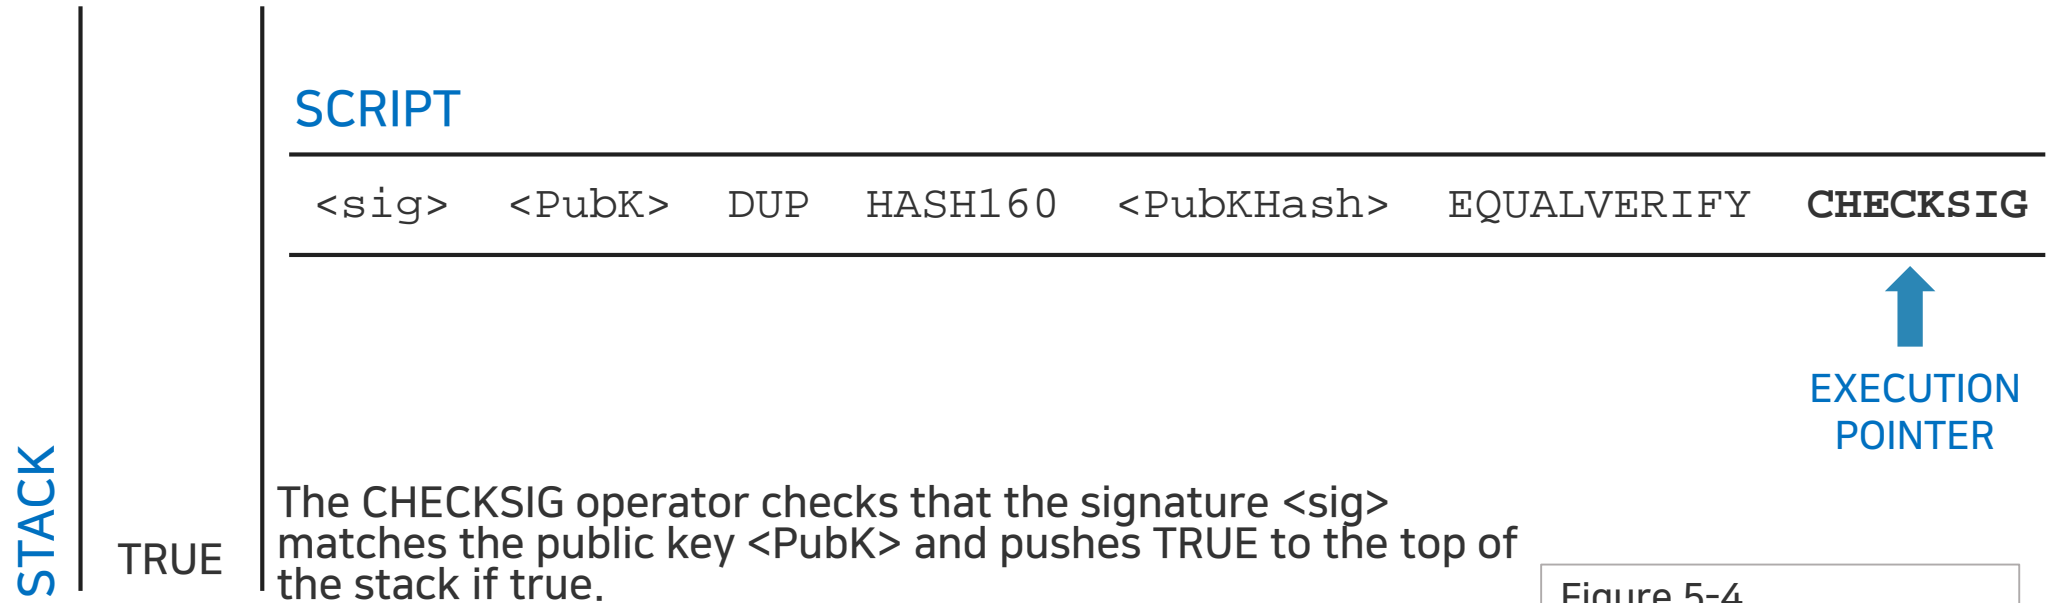 SCRIPT
<sig> <PubK> DUP HASH160 <PubKHash> EQUALVERIFY CHECKSIG
EXECUTION
POINTER
STACK
TRUE
The CHECKSIG operator checks that the signature <sig>
matches the public key <PubK> and pushes TRUE to the top of
the stack if true.
Figure 5-4